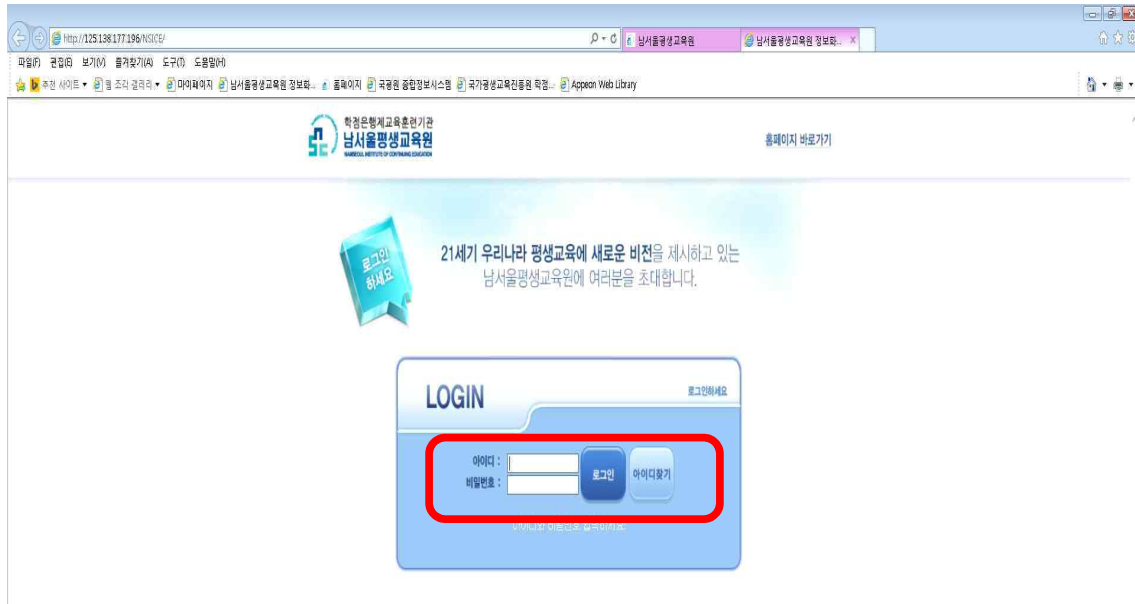 http://125.138.177.196/NSICE/
남서울평생교육원
남서울평생교육원 정보화...
파일(F) 편집(E) 보기(V) 즐겨찾기(A) 도구(T) 도움말(H)
추천 사이트 웹 조각 갤러리 마이페이지 남서울평생교육원 정보화... 홈페이지 국평원 종합정보시스템 국가평생교육진흥원 학점... Appeon Web Library
학점은행제교육훈련기관
남서울평생교육원
NAMSEOUL INSTITUTE OF CONTINUING EDUCATION
홈페이지 바로가기
로그인
하세요
21세기 우리나라 평생교육에 새로운 비전을 제시하고 있는
남서울평생교육원에 여러분을 초대합니다.
LOGIN
로그인하세요
아이디 :
비밀번호 :
로그인
아이디찾기